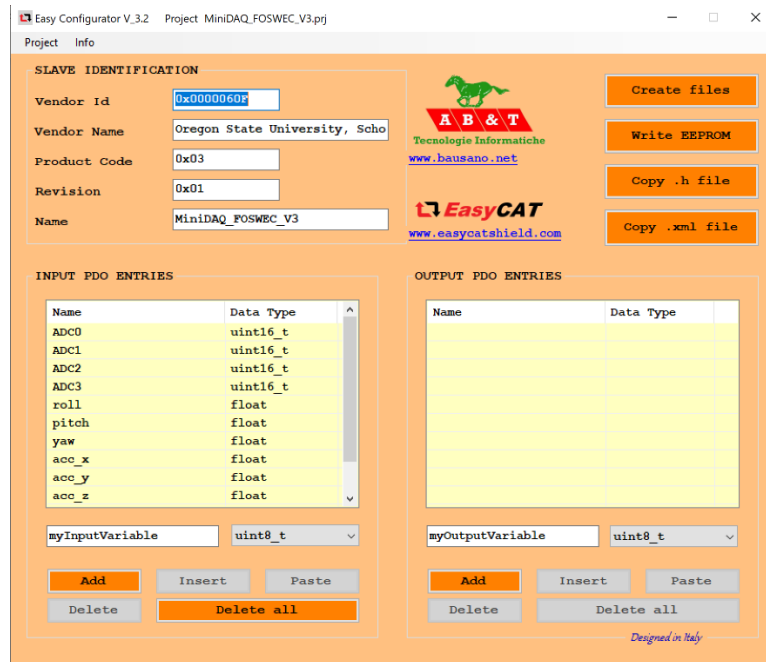 Easy Configurator V_3.2 Project MiniDAQ_FOSWEC_V3.prj
Project Info
SLAVE IDENTIFICATION
Vendor Id 0x0000060F
Vendor Name Oregon State University, Scho
Product Code 0x03
Revision 0x01
Name MiniDAQ_FOSWEC_V3
AB&T
Tecnologie Informatiche
www.bausano.net
EasyCAT
www.easycatshield.com
Create files
Write EEPROM
Copy .h file
Copy .xml file
INPUT PDO ENTRIES
Name Data Type
ADC0 uint16_t
ADC1 uint16_t
ADC2 uint16_t
ADC3 uint16_t
roll float
pitch float
yaw float
acc_x float
acc_y float
acc_z float
myInputVariable uint8_t
Add Insert Paste
Delete Delete all
OUTPUT PDO ENTRIES
Name Data Type
myOutputVariable uint8_t
Add Insert Paste
Delete Delete all
Designed in Italy